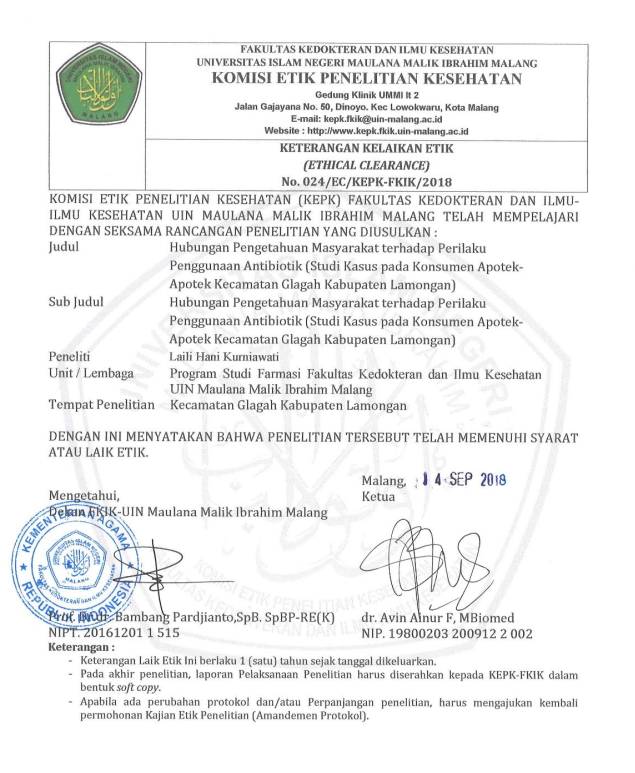 FAKULTAS KEDOKTERAN DAN ILMU KESEHATAN
UNIVERSITAS ISLAM NEGERI MAULANA MALIK IBRAHIM MALANG
KOMISI ETIK PENELITIAN KESEHATAN
Gedung Klinik UMMI lt 2
Jalan Gajayana No. 50, Dinoyo. Kec Lowokwaru, Kota Malang
E-mail: kepk.fkik@uin-malang.ac.id
Website : http://www.kepk.fkik.uin-malang.ac.id
KETERANGAN KELAIKAN ETIK
(ETHICAL CLEARANCE)
No. 024/EC/KEPK-FKIK/2018
KOMISI ETIK PENELITIAN KESEHATAN (KEPK) FAKULTAS KEDOKTERAN DAN ILMU-
ILMU KESEHATAN UIN MAULANA MALIK IBRAHIM MALANG TELAH MEMPELAJARI
DENGAN SEKSAMA RANCANGAN PENELITIAN YANG DIUSULKAN :
Judul Hubungan Pengetahuan Masyarakat terhadap Perilaku
Penggunaan Antibiotik (Studi Kasus pada Konsumen Apotek-
Apotek Kecamatan Glagah Kabupaten Lamongan)
Sub Judul Hubungan Pengetahuan Masyarakat terhadap Perilaku
Penggunaan Antibiotik (Studi Kasus pada Konsumen Apotek-
Apotek Kecamatan Glagah Kabupaten Lamongan)
Peneliti Laili Hani Kurniawati
Unit / Lembaga Program Studi Farmasi Fakultas Kedokteran dan Ilmu Kesehatan
UIN Maulana Malik Ibrahim Malang
Tempat Penelitian Kecamatan Glagah Kabupaten Lamongan
DENGAN INI MENYATAKAN BAHWA PENELITIAN TERSEBUT TELAH MEMENUHI SYARAT
ATAU LAIK ETIK.
Malang, 14 SEP 2018
Mengetahui, Ketua
Dekan FKIK-UIN Maulana Malik Ibrahim Malang
KEMENTERIAN AGAMA
REPUBLIK INDONESIA
Bambang Pardjianto,SpB. SpBP-RE(K) dr. Avin Ainur F, MBiomed
NIPT. 20161201 1 515 NIP. 19800203 200912 2 002
Keterangan :
- Keterangan Laik Etik Ini berlaku 1 (satu) tahun sejak tanggal dikeluarkan.
- Pada akhir penelitian, laporan Pelaksanaan Penelitian harus diserahkan kepada KEPK-FKIK dalam
bentuk soft copy.
- Apabila ada perubahan protokol dan/atau Perpanjangan penelitian, harus mengajukan kembali
permohonan Kajian Etik Penelitian (Amandemen Protokol).